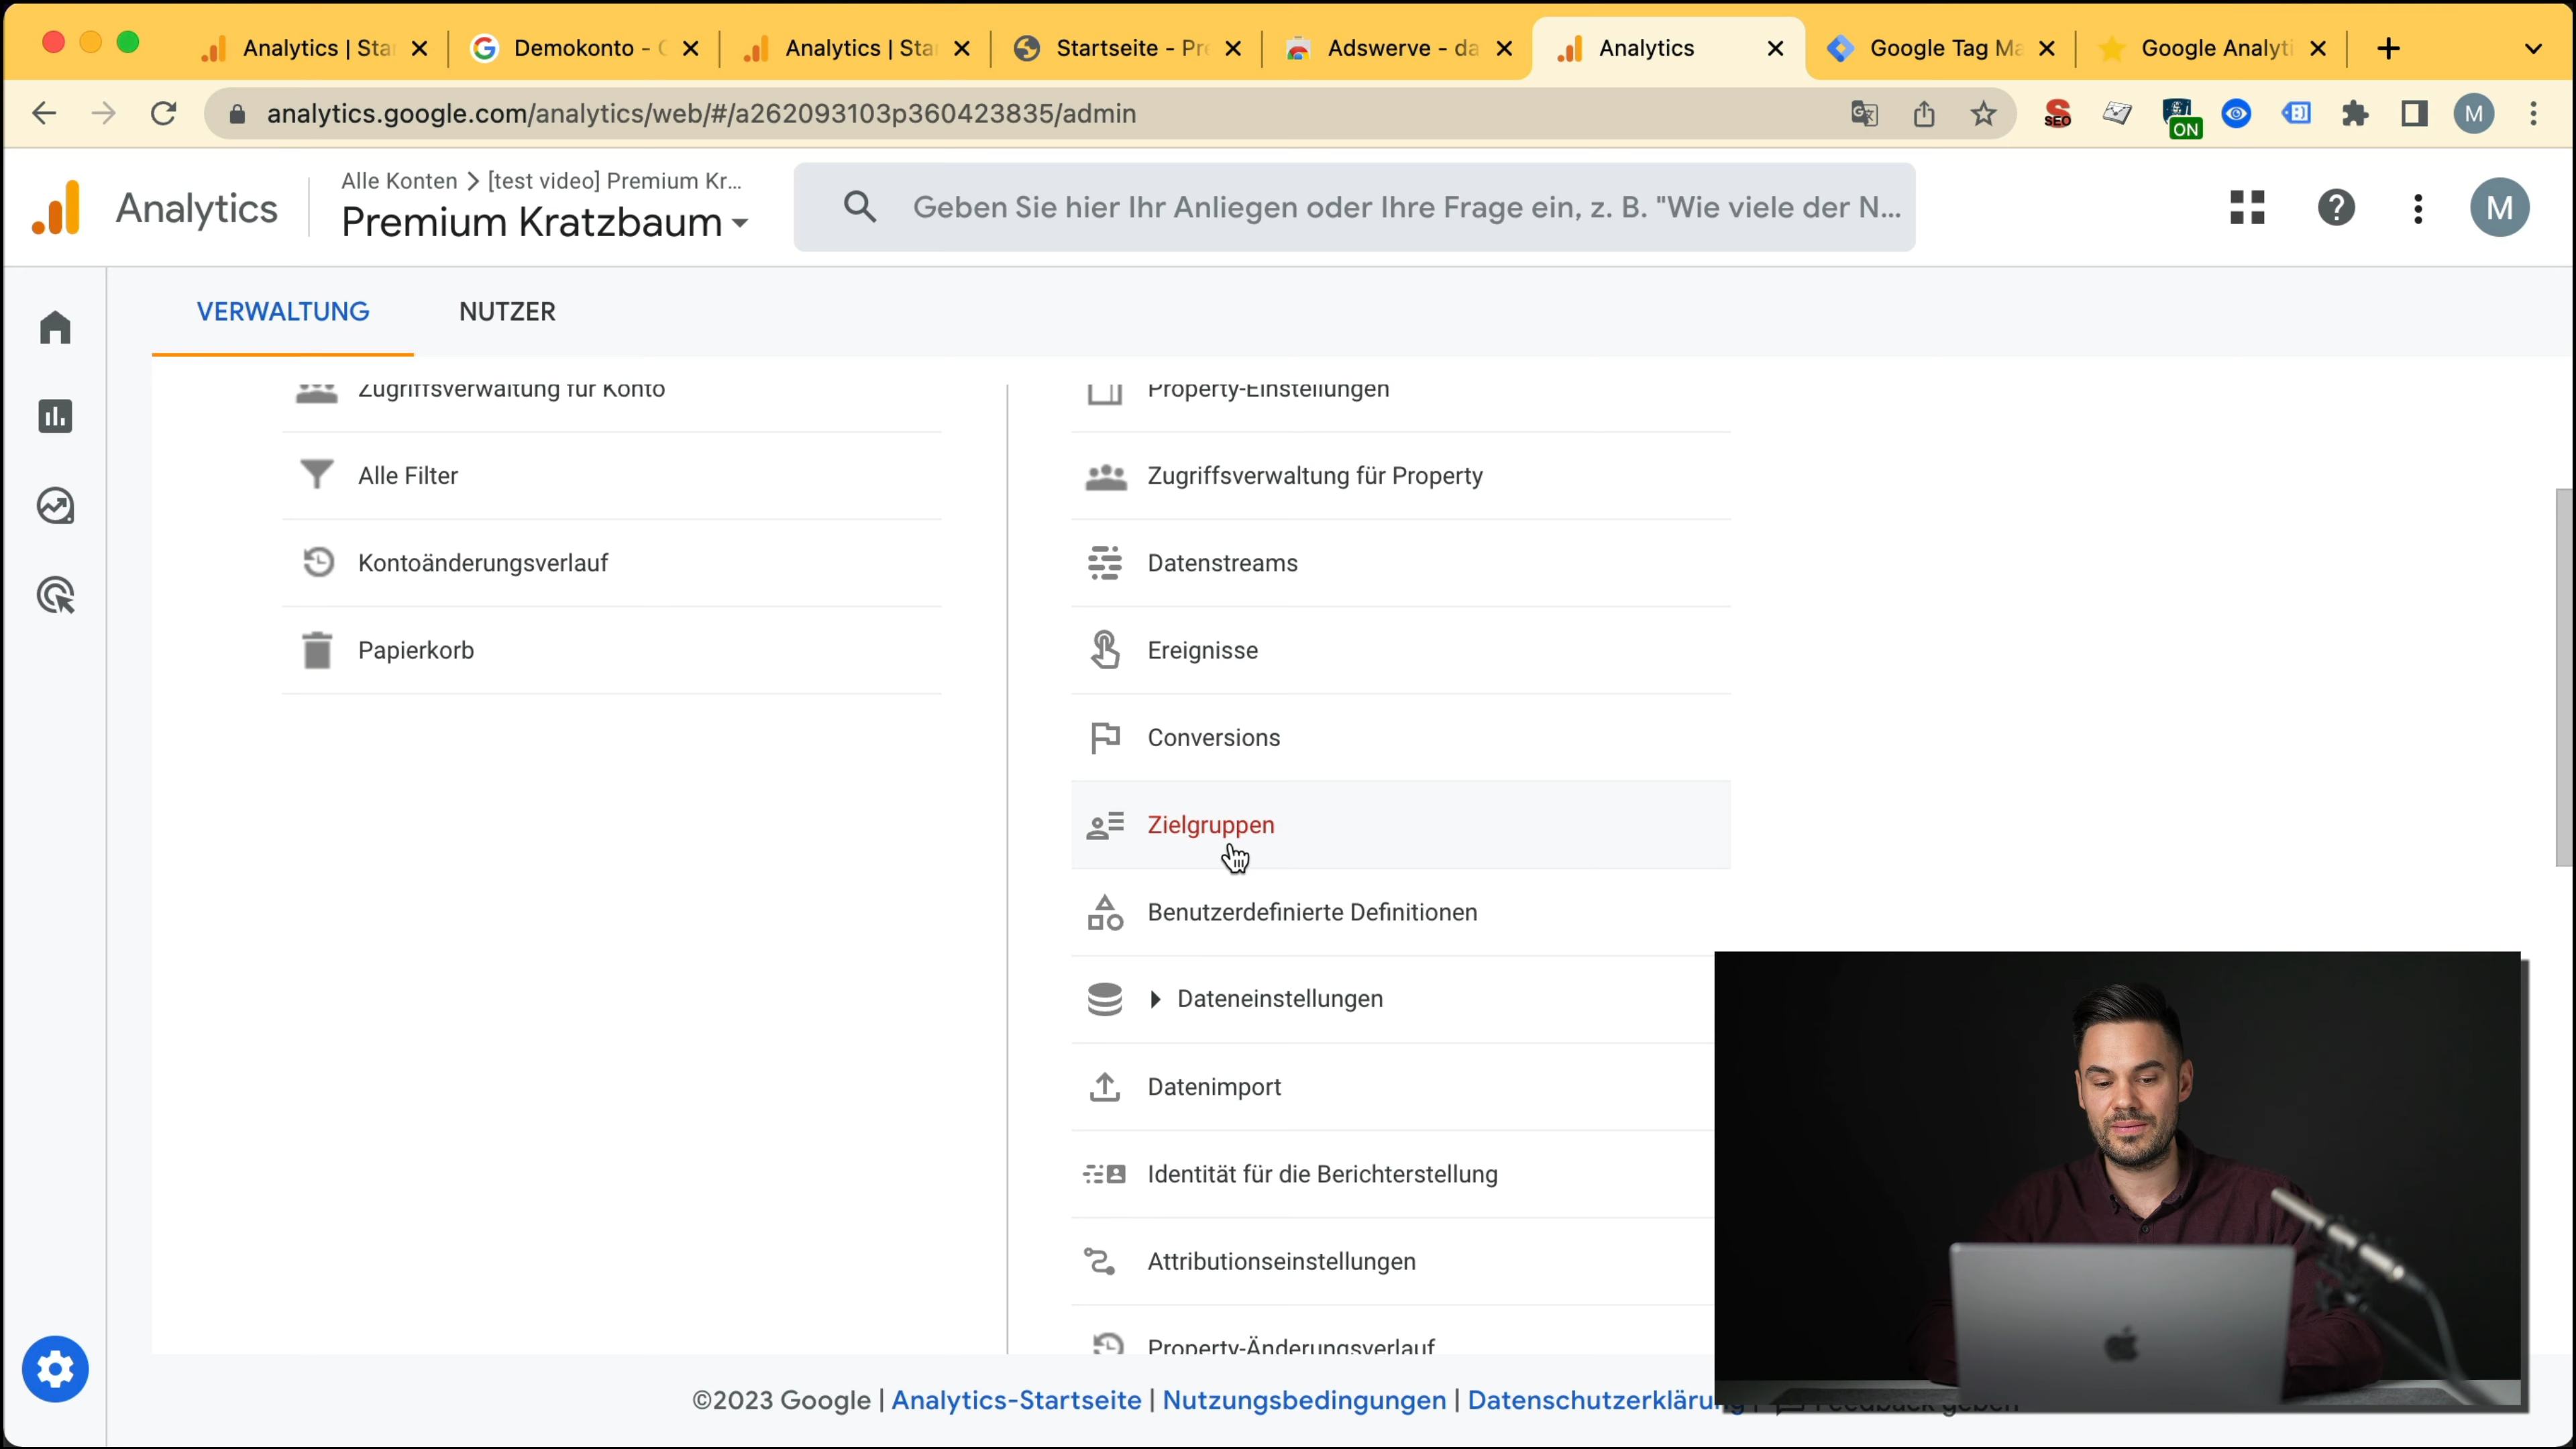 Analytics | Sta
Demokonto - G
Analytics | Sta
Startseite - Pre
Adswerve - da
Analytics
Google Tag Ma
Google Analyti
analytics.google.com/analytics/web/#/a262093103p360423835/admin
SEO
ON
M
Analytics
Alle Konten > [test video] Premium Kr...
Premium Kratzbaum
Geben Sie hier Ihr Anliegen oder Ihre Frage ein, z. B. "Wie viele der N...
M
VERWALTUNG
NUTZER
Zugriffsverwaltung für Konto
Alle Filter
Kontoänderungsverlauf
Papierkorb
Property-Einstellungen
Zugriffsverwaltung für Property
Datenstreams
Ereignisse
Conversions
Zielgruppen
Benutzerdefinierte Definitionen
Dateneinstellungen
Datenimport
Identität für die Berichterstellung
Attributionseinstellungen
Property-Änderungsverlauf
©2023 Google | Analytics-Startseite | Nutzungsbedingungen | Datenschutzerklärung | Feedback geben